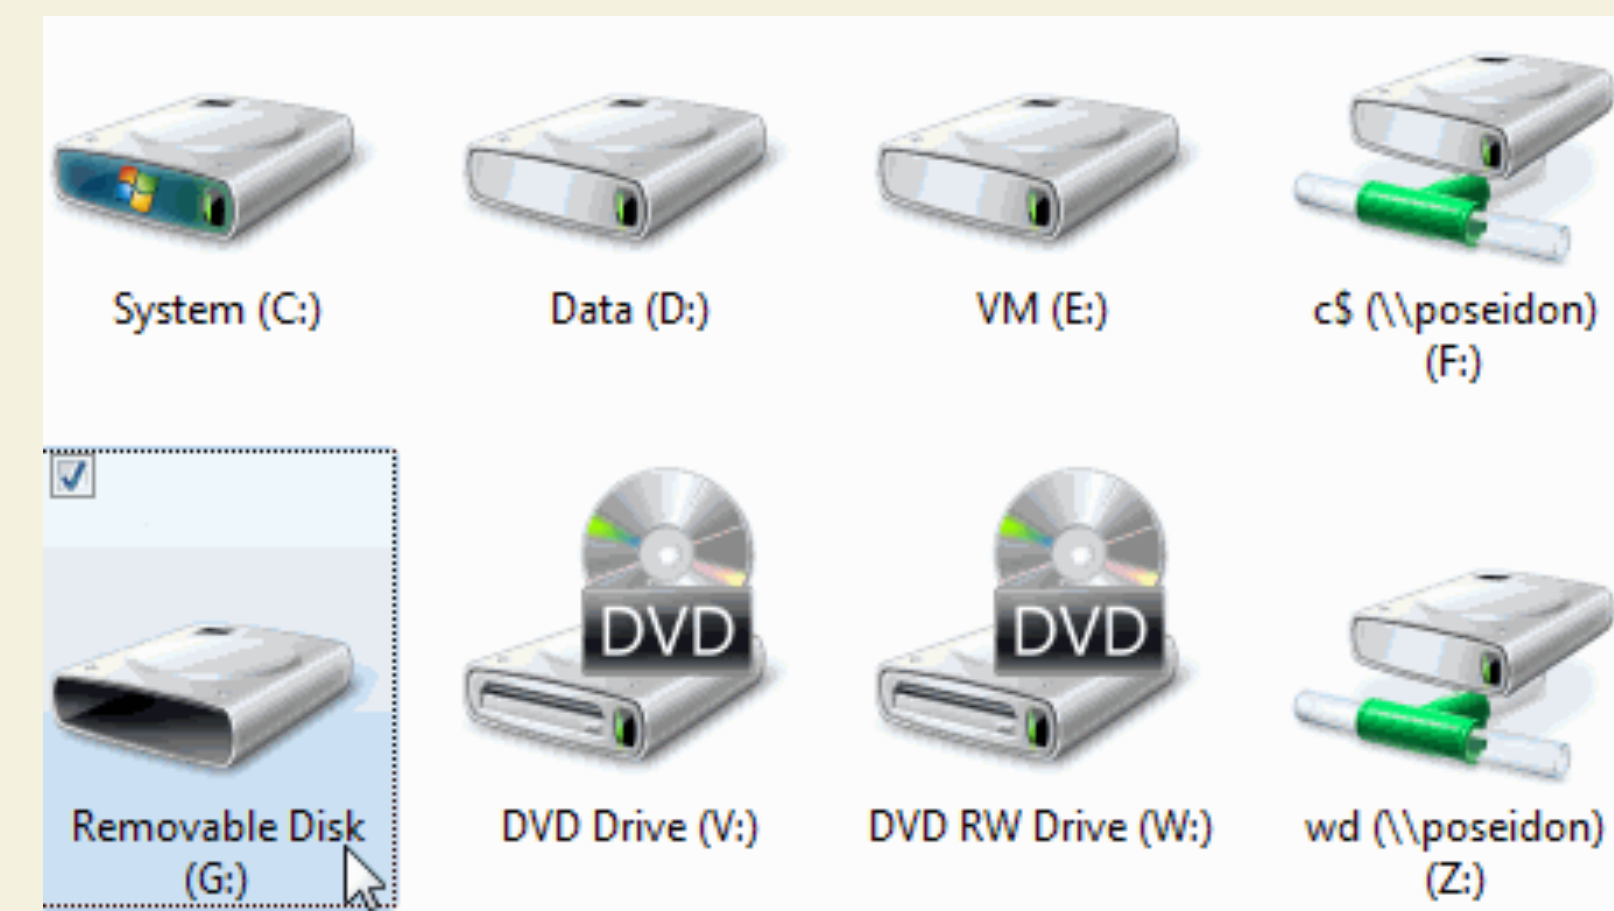 System (C:)
Data (D:)
VM (E:)
c$ (\\poseidon)
(F:)
Removable Disk
(G:)
DVD
DVD Drive (V:)
DVD
DVD RW Drive (W:)
wd (\\poseidon)
(Z:)